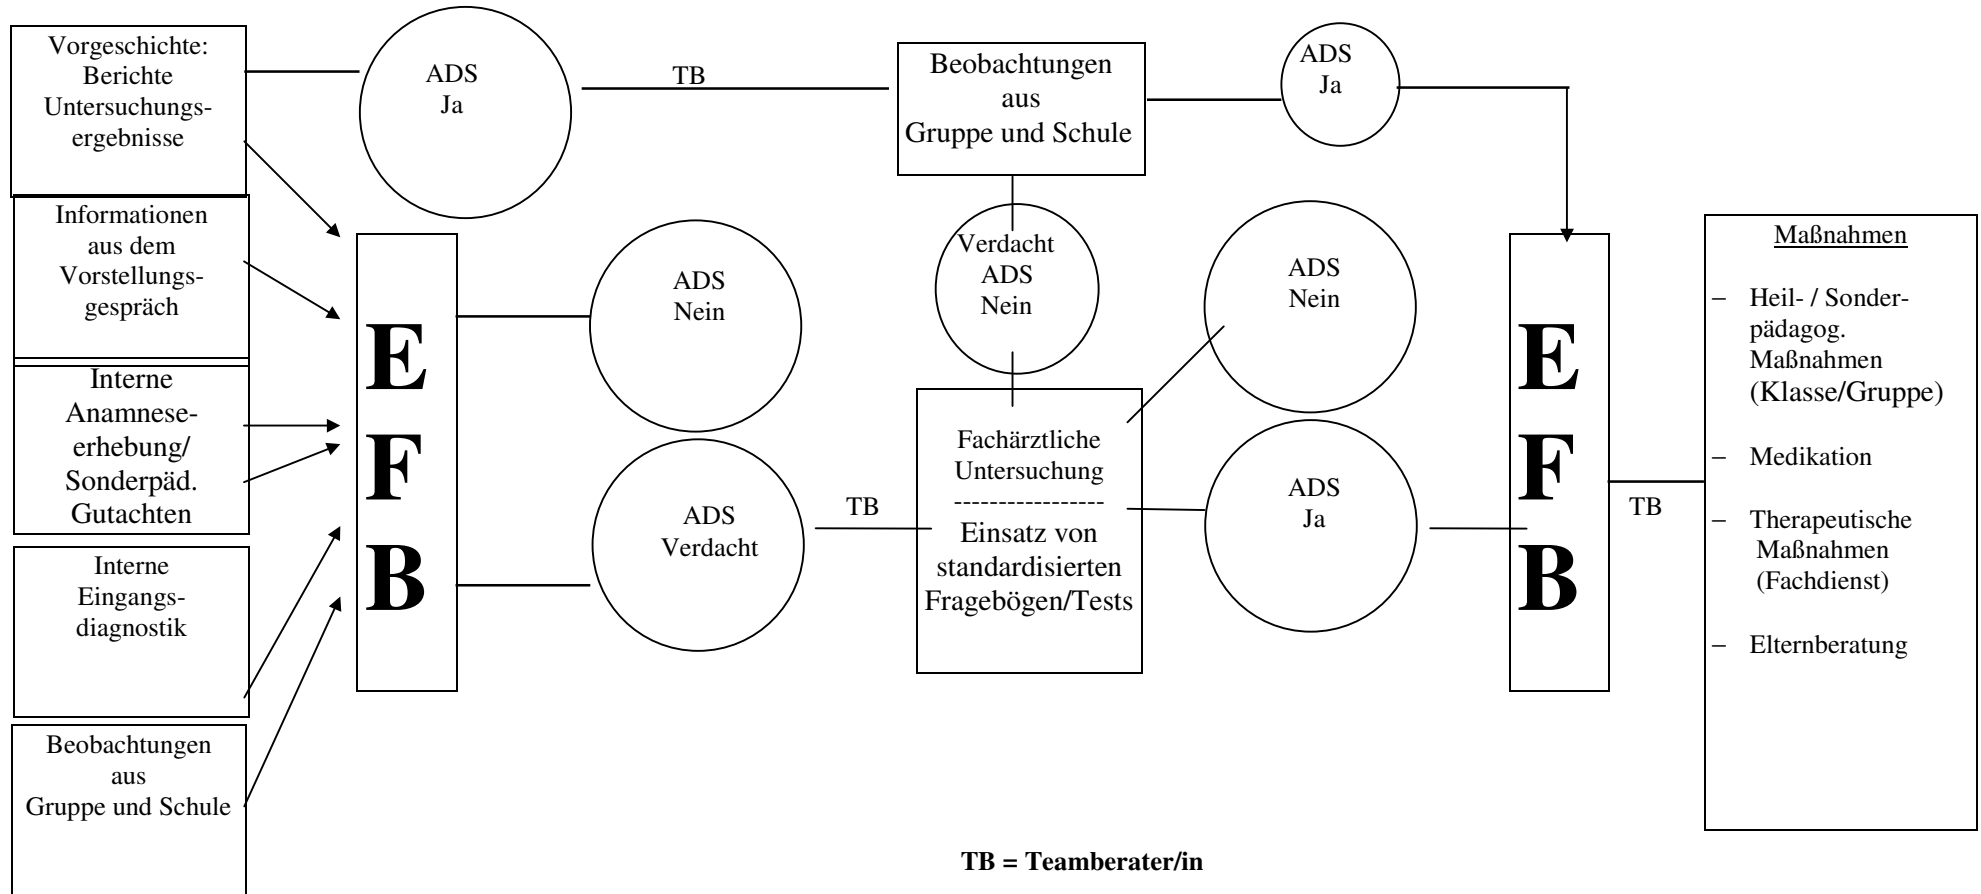 Vorgeschichte:
Berichte
Untersuchungs-
ergebnisse
Informationen
aus dem
Vorstellungs-
gespräch
Interne
Anamnese-
erhebung/
Sonderpäd.
Gutachten
Interne
Eingangs-
diagnostik
Beobachtungen
aus
Gruppe und Schule
E
F
B
ADS
Ja
TB
ADS
Nein
ADS
Verdacht
TB
Beobachtungen
aus
Gruppe und Schule
Verdacht
ADS
Nein
Fachärztliche
Untersuchung
-----------------
Einsatz von
standardisierten
Fragebögen/Tests
ADS
Ja
ADS
Nein
ADS
Ja
E
F
B
TB
Maßnahmen
– Heil- / Sonder-
pädagog.
Maßnahmen
(Klasse/Gruppe)
– Medikation
– Therapeutische
Maßnahmen
(Fachdienst)
– Elternberatung
TB = Teamberater/in